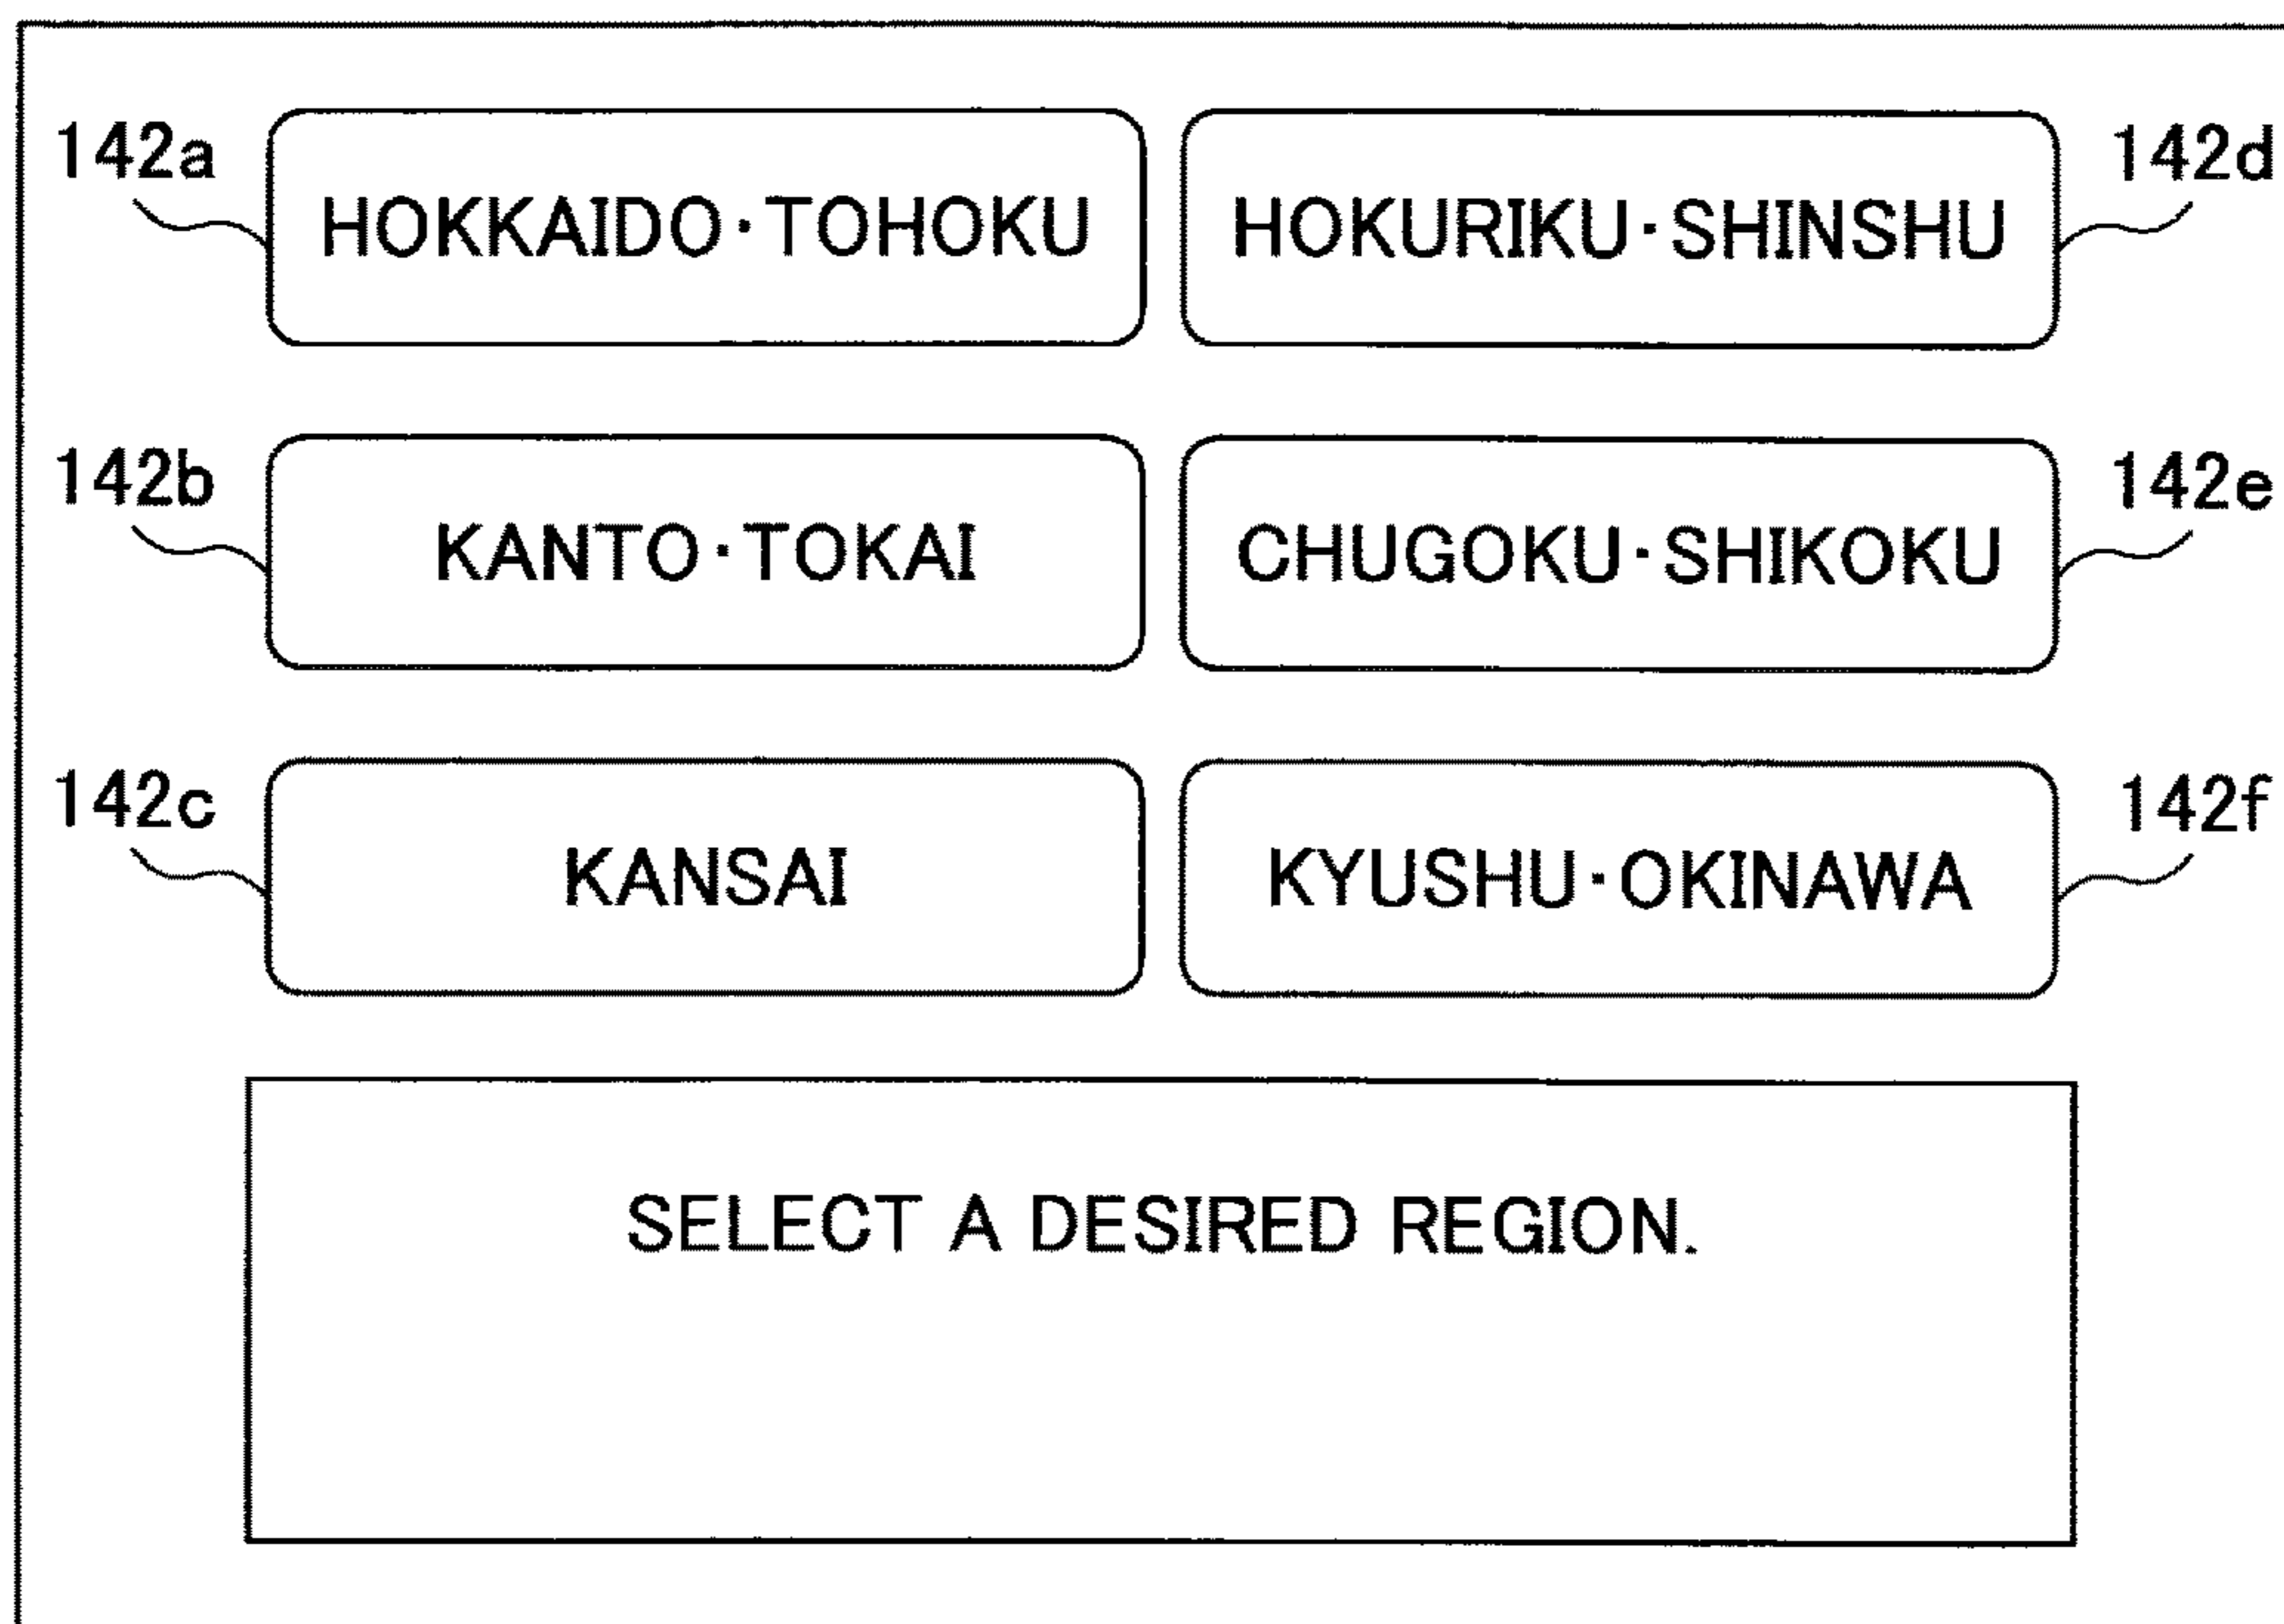 142a HOKKAIDO·TOHOKU HOKURIKU·SHINSHU 142d
142b KANTO·TOKAI CHUGOKU·SHIKOKU 142e
142c KANSAI KYUSHU·OKINAWA 142f
SELECT A DESIRED REGION.